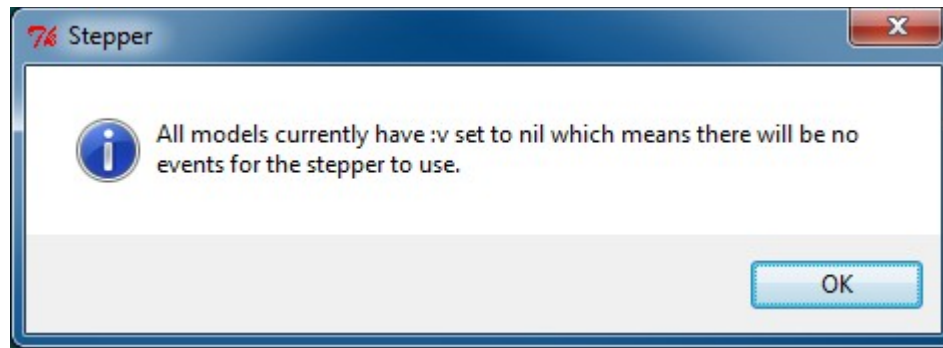 Stepper
All models currently have :v set to nil which means there will be no
events for the stepper to use.
OK